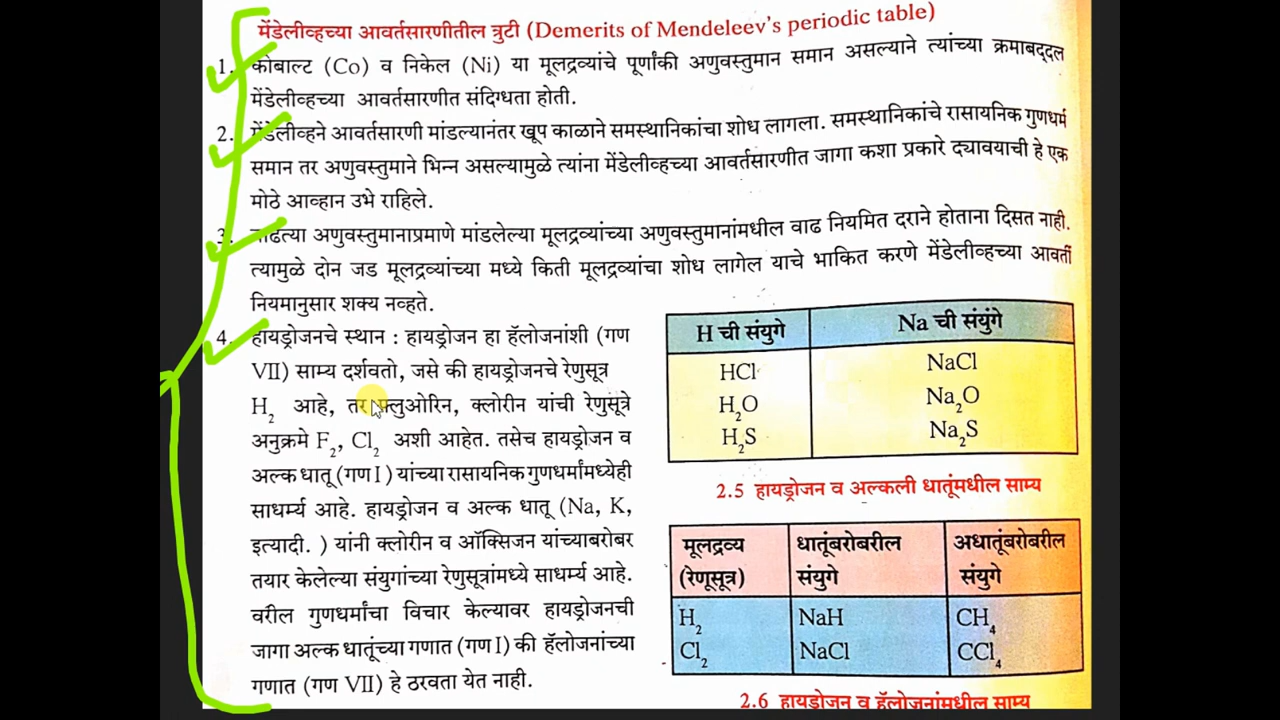 मेंडेलीव्हच्या आवर्तसारणीतील त्रुटी (Demerits of Mendeleev's periodic table)
1. कोबाल्ट (Co) व निकेल (Ni) या मूलद्रव्यांचे पूर्णांकी अणुवस्तुमान समान असल्याने त्यांच्या क्रमाबद्दल
मेंडेलीव्हच्या आवर्तसारणीत संदिग्धता होती.
2. मेंडेलीव्हने आवर्तसारणी मांडल्यानंतर खूप काळाने समस्थानिकांचा शोध लागला. समस्थानिकांचे रासायनिक गुणधर्म
समान तर अणुवस्तुमाने भिन्न असल्यामुळे त्यांना मेंडेलीव्हच्या आवर्तसारणीत जागा कशा प्रकारे द्यावयाची हे एक
मोठे आव्हान उभे राहिले.
3. वाढत्या अणुवस्तुमानाप्रमाणे मांडलेल्या मूलद्रव्यांच्या अणुवस्तुमानांमधील वाढ नियमित दराने होताना दिसत नाही.
त्यामुळे दोन जड मूलद्रव्यांच्या मध्ये किती मूलद्रव्यांचा शोध लागेल याचे भाकित करणे मेंडेलीव्हच्या आवर्ती
नियमानुसार शक्य नव्हते.
4. हायड्रोजनचे स्थान : हायड्रोजन हा हॅलोजनांशी (गण
VII) साम्य दर्शवतो, जसे की हायड्रोजनचे रेणुसूत्र
H₂ आहे, तर फ्लुओरिन, क्लोरीन यांची रेणुसूत्रे
अनुक्रमे F₂, Cl₂ अशी आहेत. तसेच हायड्रोजन व
अल्क धातू (गण I) यांच्या रासायनिक गुणधर्मांमध्येही
साधर्म्य आहे. हायड्रोजन व अल्क धातू (Na, K,
इत्यादी. ) यांनी क्लोरीन व ऑक्सिजन यांच्याबरोबर
तयार केलेल्या संयुगांच्या रेणुसूत्रांमध्ये साधर्म्य आहे.
वरील गुणधर्मांचा विचार केल्यावर हायड्रोजनची
जागा अल्क धातूंच्या गणात (गण I) की हॅलोजनांच्या
गणात (गण VII) हे ठरवता येत नाही.
H ची संयुगे Na ची संयुंगे
HCl NaCl
H₂O Na₂O
H₂S Na₂S
2.5 हायड्रोजन व अल्कली धातूंमधील साम्य
मूलद्रव्य धातूंबरोबरील अधातूंबरोबरील
(रेणूसूत्र) संयुगे संयुगे
H₂ NaH CH₄
Cl₂ NaCl CCl₄
2.6 हायड्रोजन व हॅलोजनांमधील साम्य